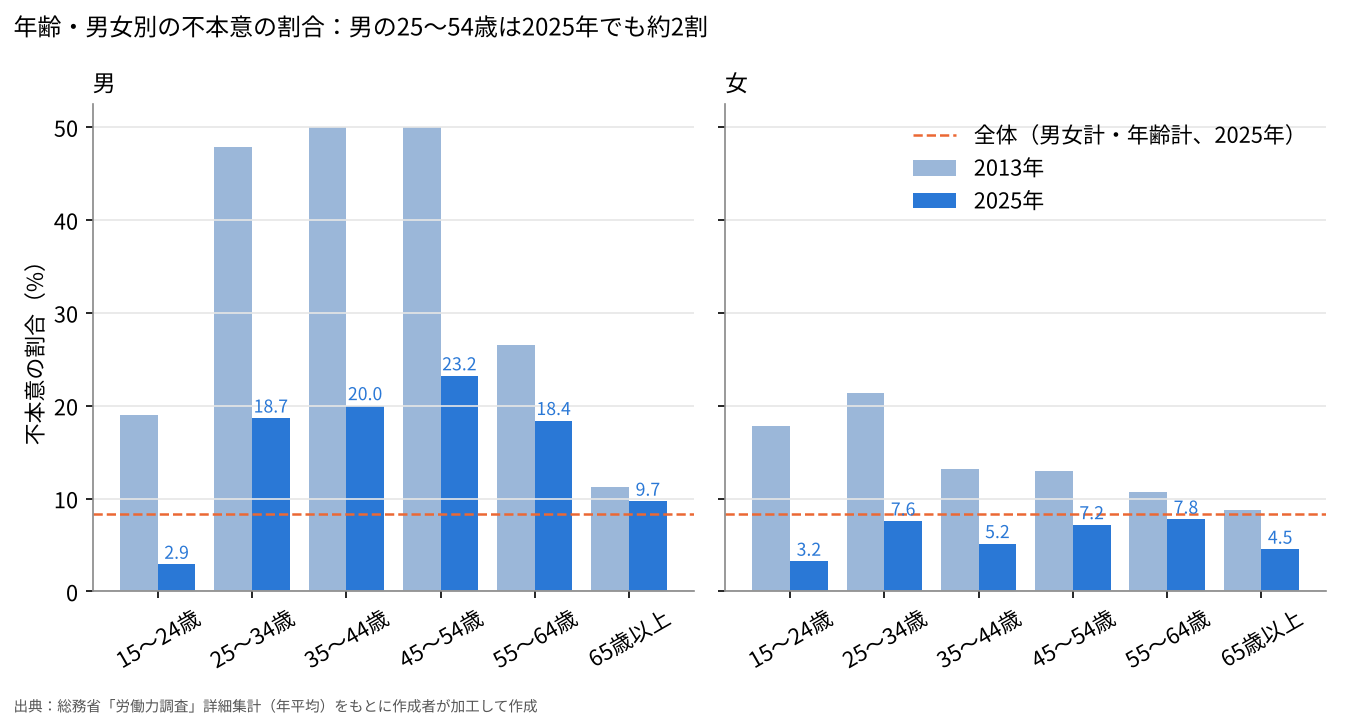 年齢・男女別の不本意の割合：男の25～54歳は2025年でも約2割
男
女
不本意の割合（%）
50
40
30
20
10
0
全体（男女計・年齢計、2025年）
2013年
2025年
2.9
18.7
20.0
23.2
18.4
9.7
3.2
7.6
5.2
7.2
7.8
4.5
15～24歳
25～34歳
35～44歳
45～54歳
55～64歳
65歳以上
15～24歳
25～34歳
35～44歳
45～54歳
55～64歳
65歳以上
出典：総務省「労働力調査」詳細集計（年平均）をもとに作成者が加工して作成